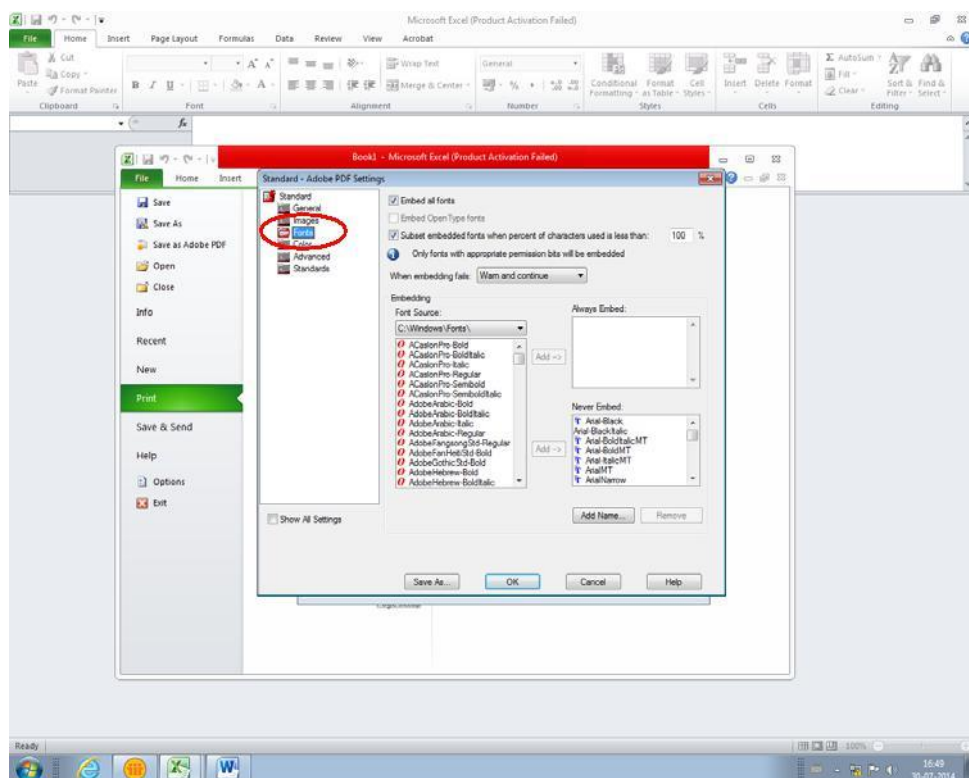 Microsoft Excel (Product Activation Failed)
File Home Insert Page Layout Formulas Data Review View Acrobat
Paste
Cut
Copy
Format Painter
Clipboard
B I U
A A
A
Font
Wrap Text
Merge & Center
Alignment
General
%
Number
Conditional Formatting
Format as Table
Cell Styles
Styles
Insert Delete Format
Cells
Σ AutoSum
Fill
Clear
Sort & Filter
Find & Select
Editing
fx
Book1 - Microsoft Excel (Product Activation Failed)
File Home Insert
Save
Save As
Save as Adobe PDF
Open
Close
Info
Recent
New
Print
Save & Send
Help
Options
Exit
Standard - Adobe PDF Settings
Standard
General
Images
Fonts
Color
Advanced
Standards
Show All Settings
Embed all fonts
Embed OpenType fonts
Subset embedded fonts when percent of characters used is less than: 100 %
Only fonts with appropriate permission bits will be embedded
When embedding fails: Warn and continue
Embedding
Font Source:
C:\Windows\Fonts\
ACaslonPro-Bold
ACaslonPro-BoldItalic
ACaslonPro-Italic
ACaslonPro-Regular
ACaslonPro-Semibold
ACaslonPro-SemiboldItalic
AdobeArabic-Bold
AdobeArabic-BoldItalic
AdobeArabic-Italic
AdobeArabic-Regular
AdobeFangsongStd-Regular
AdobeFanHeitiStd-Bold
AdobeGothicStd-Bold
AdobeHebrew-Bold
AdobeHebrew-BoldItalic
Add ->
Add ->
Always Embed:
Never Embed:
Arial-Black
Arial-BlackItalic
Arial-BoldItalicMT
Arial-BoldMT
Arial-ItalicMT
ArialMT
ArialNarrow
Add Name... Remove
Save As... OK Cancel Help
Ready
100%
16:49
30-07-2014